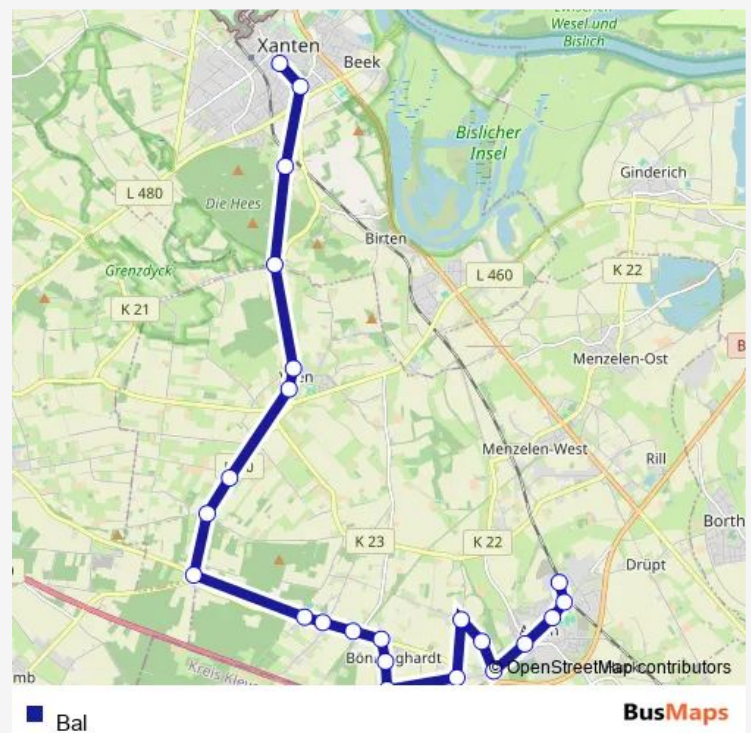 Wesel und
Bislich
Xanten
Beek
Bislicher
Insel
Ginderich
L 480
Die Hees
Birten
Grenzdyck
L 460
K 22
K 21
B
Menzelen-Ost
Menzelen-West
Rill
Borth
K 23
K 22
Drüpt
© OpenStreetMap contributors
Bal
BusMaps